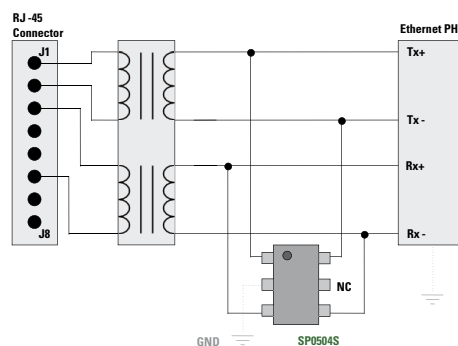 RJ -45
Connector
J1
J8
Ethernet PH
Tx+
Tx -
Rx+
Rx -
NC
GND
SP0504S